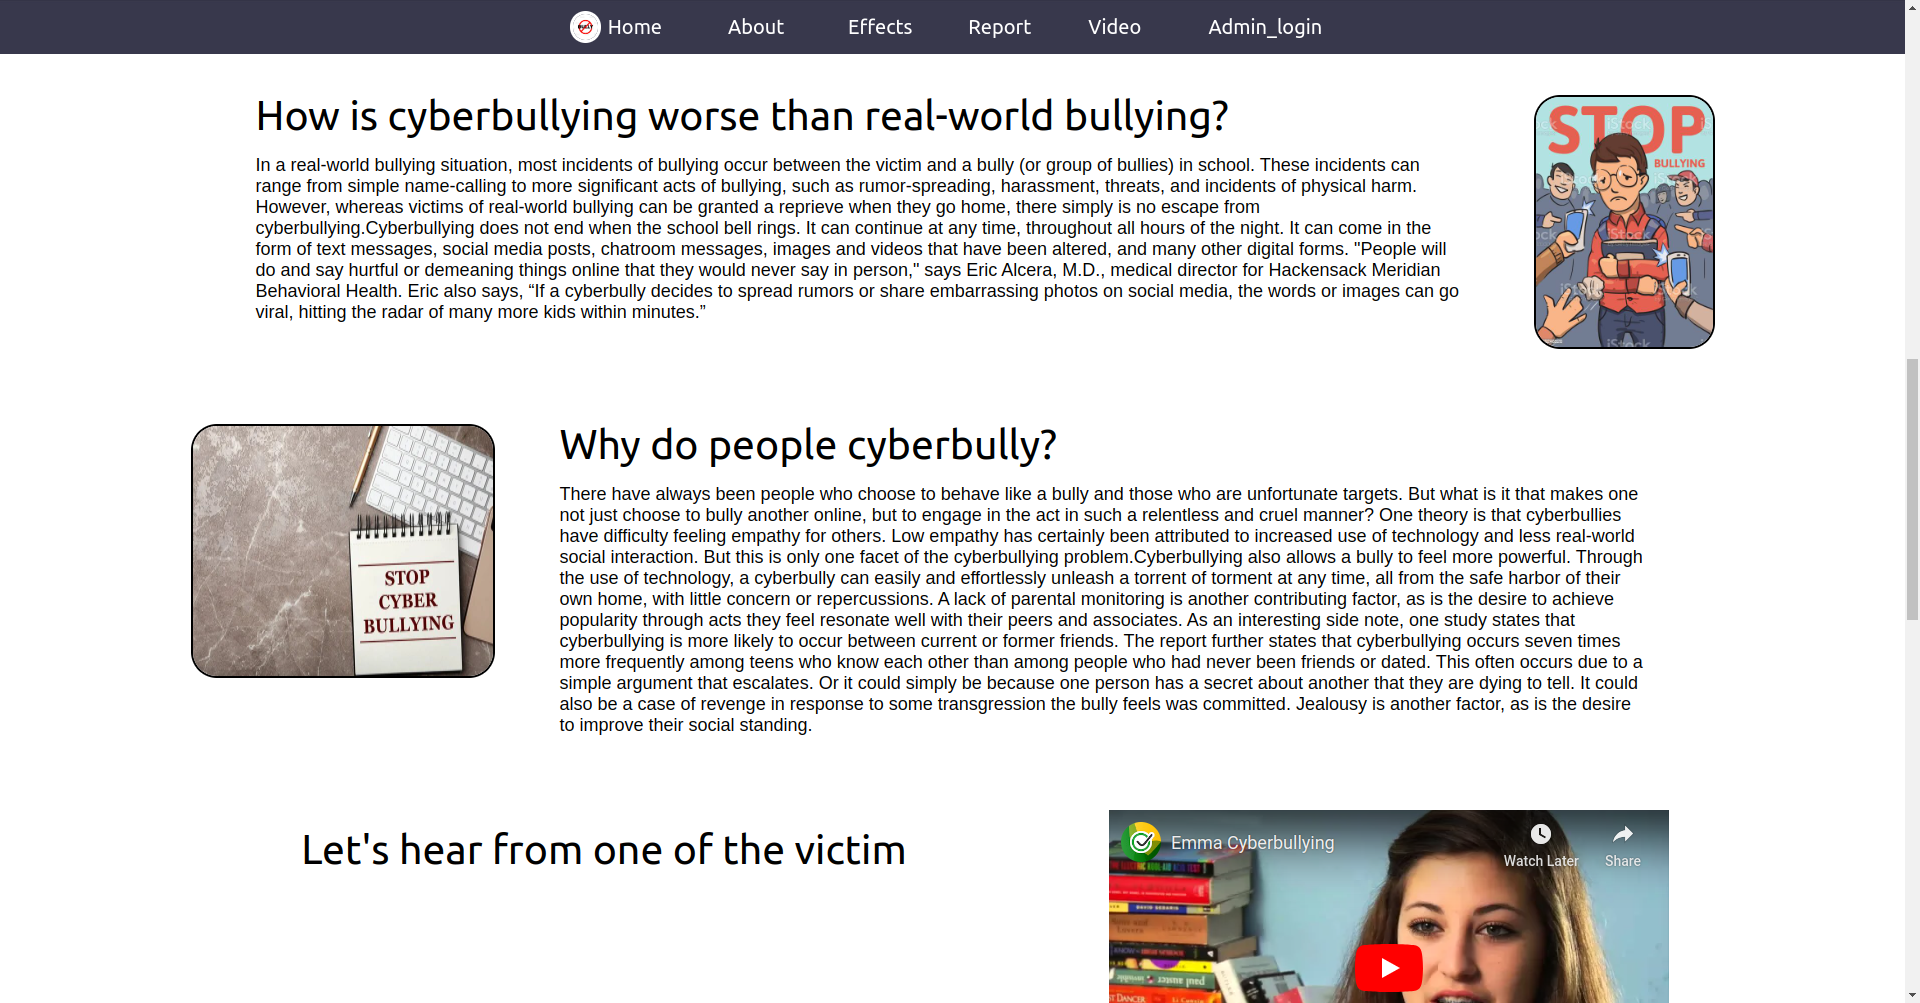 Home About Effects Report Video Admin_login
How is cyberbullying worse than real-world bullying?
In a real-world bullying situation, most incidents of bullying occur between the victim and a bully (or group of bullies) in school. These incidents can
range from simple name-calling to more significant acts of bullying, such as rumor-spreading, harassment, threats, and incidents of physical harm.
However, whereas victims of real-world bullying can be granted a reprieve when they go home, there simply is no escape from
cyberbullying.Cyberbullying does not end when the school bell rings. It can continue at any time, throughout all hours of the night. It can come in the
form of text messages, social media posts, chatroom messages, images and videos that have been altered, and many other digital forms. "People will
do and say hurtful or demeaning things online that they would never say in person," says Eric Alcera, M.D., medical director for Hackensack Meridian
Behavioral Health. Eric also says, “If a cyberbully decides to spread rumors or share embarrassing photos on social media, the words or images can go
viral, hitting the radar of many more kids within minutes.”
STOP
BULLYING
iStock
Why do people cyberbully?
There have always been people who choose to behave like a bully and those who are unfortunate targets. But what is it that makes one
not just choose to bully another online, but to engage in the act in such a relentless and cruel manner? One theory is that cyberbullies
have difficulty feeling empathy for others. Low empathy has certainly been attributed to increased use of technology and less real-world
social interaction. But this is only one facet of the cyberbullying problem.Cyberbullying also allows a bully to feel more powerful. Through
the use of technology, a cyberbully can easily and effortlessly unleash a torrent of torment at any time, all from the safe harbor of their
own home, with little concern or repercussions. A lack of parental monitoring is another contributing factor, as is the desire to achieve
popularity through acts they feel resonate well with their peers and associates. As an interesting side note, one study states that
cyberbullying is more likely to occur between current or former friends. The report further states that cyberbullying occurs seven times
more frequently among teens who know each other than among people who had never been friends or dated. This often occurs due to a
simple argument that escalates. Or it could simply be because one person has a secret about another that they are dying to tell. It could
also be a case of revenge in response to some transgression the bully feels was committed. Jealousy is another factor, as is the desire
to improve their social standing.
STOP
CYBER
BULLYING
Let's hear from one of the victim
Emma Cyberbullying
Watch Later Share
DAVID SEDARIS
paul auster